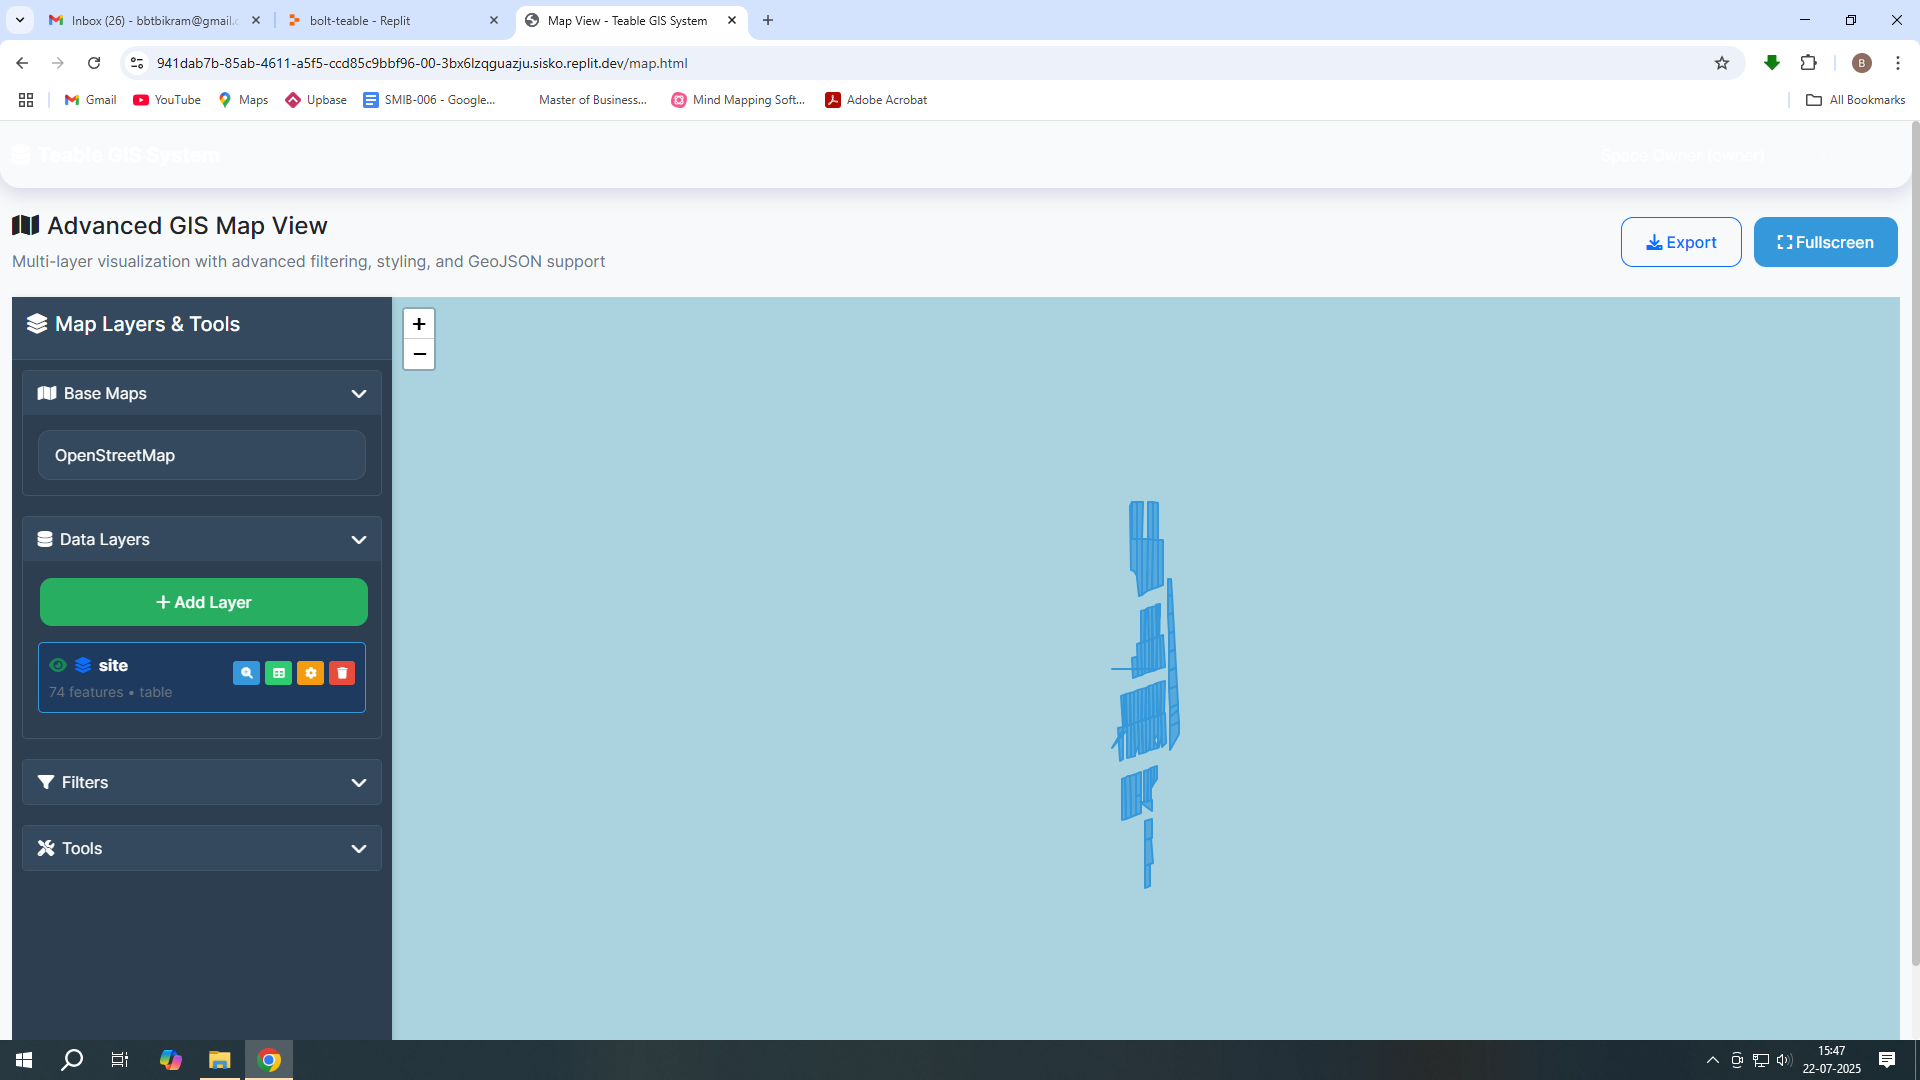 Inbox (26) - bbtbikram@gmail.c
bolt-teable - Replit
Map View - Teable GIS System
941dab7b-85ab-4611-a5f5-ccd85c9bbf96-00-3bx6lzqguazju.sisko.replit.dev/map.html
B
Gmail
YouTube
Maps
Upbase
SMIB-006 - Google...
Master of Business...
Mind Mapping Soft...
Adobe Acrobat
All Bookmarks
Teable GIS System
Space Owner (owner)
Advanced GIS Map View
Multi-layer visualization with advanced filtering, styling, and GeoJSON support
Export
Fullscreen
Map Layers & Tools
+
−
Base Maps
OpenStreetMap
Data Layers
+ Add Layer
site
74 features • table
Filters
Tools
15:47
22-07-2025